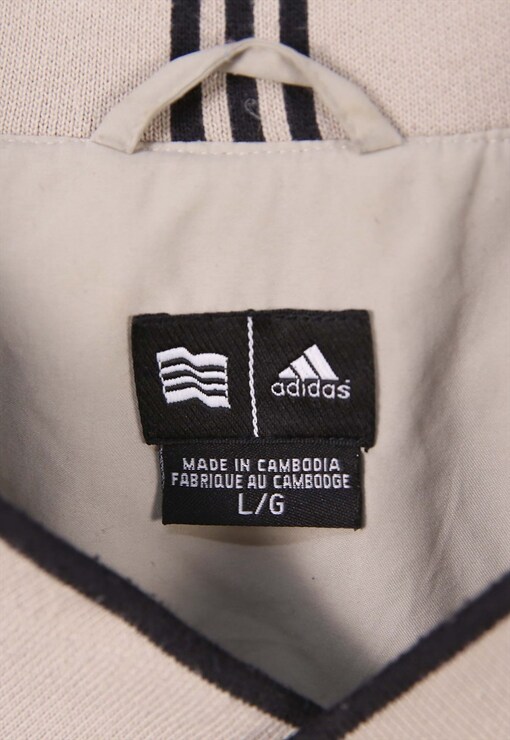 adidas
MADE IN CAMBODIA
FABRIQUE AU CAMBODGE
L/G